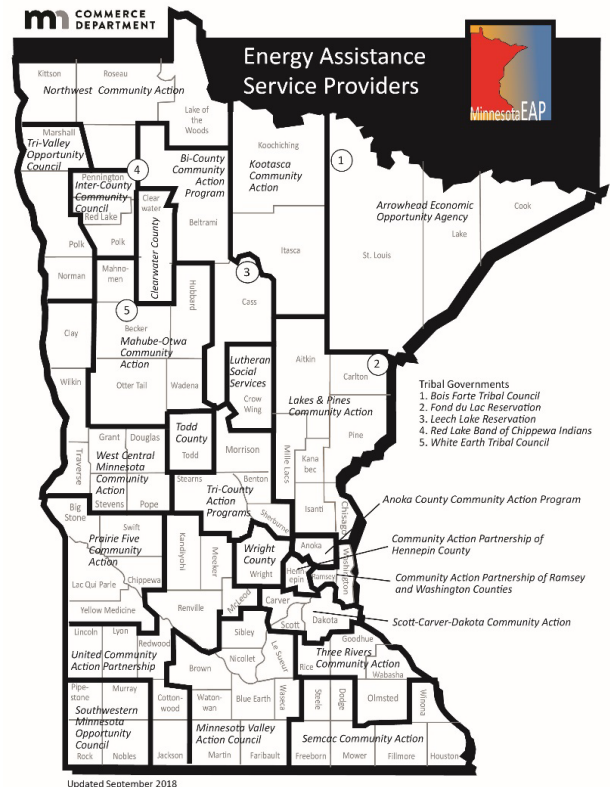 COMMERCE
DEPARTMENT
Energy Assistance
Service Providers
MinnesotaEAP
Kittson
Roseau
Northwest Community Action
Lake of
the
Woods
Marshall
Tri-Valley
Opportunity
Council
Koochiching
Kootasca
Community
Action
1
Bi-County
Community
Action
Program
4
Pennington
Inter-County
Community
Council
Red Lake
Clear
water
Clearwater County
Beltrami
Arrowhead Economic
Opportunity Agency
Cook
Lake
St. Louis
Itasca
Polk
Polk
Norman
Mahno-
men
3
Cass
Hubbard
5
Becker
Mahube-Otwa
Community
Action
Clay
Wilkin
Otter Tail
Wadena
Lutheran
Social
Services
Crow
Wing
Aitkin
2
Carlton
Lakes & Pines
Community Action
Pine
Tribal Governments
1. Bois Forte Tribal Council
2. Fond du Lac Reservation
3. Leech Lake Reservation
4. Red Lake Band of Chippewa Indians
5. White Earth Tribal Council
Todd
County
Todd
Grant
Douglas
West Central
Minnesota
Community
Action
Traverse
Stevens
Pope
Morrison
Mille Lacs
Kana
bec
Stearns
Benton
Tri-County
Action
Programs
Sherburne
Isanti
Chisago
Anoka County Community Action Program
Big
Stone
Swift
Prairie Five
Community
Action
Lac Qui Parie
Chippewa
Yellow Medicine
Kandiyohi
Meeker
Wright
County
Wright
Anoka
Henn
epin
Ramsey
Washington
Community Action Partnership of
Hennepin County
Community Action Partnership of Ramsey
and Washington Counties
Renville
McLeod
Carver
Scott
Dakota
Scott-Carver-Dakota Community Action
Lincoln
Lyon
Redwood
United Community
Action Partnership
Sibley
Nicollet
Le Sueur
Brown
Rice
Goodhue
Three Rivers
Community Action
Wabasha
Pipe-
stone
Murray
Cotton-
wood
Southwestern
Minnesota
Opportunity
Council
Rock
Nobles
Jackson
Waton-
wan
Blue Earth
Waseca
Minnesota Valley
Action Council
Martin
Faribault
Steele
Dodge
Olmsted
Winona
Semcac Community Action
Freeborn
Mower
Fillmore
Houston
Updated September 2018